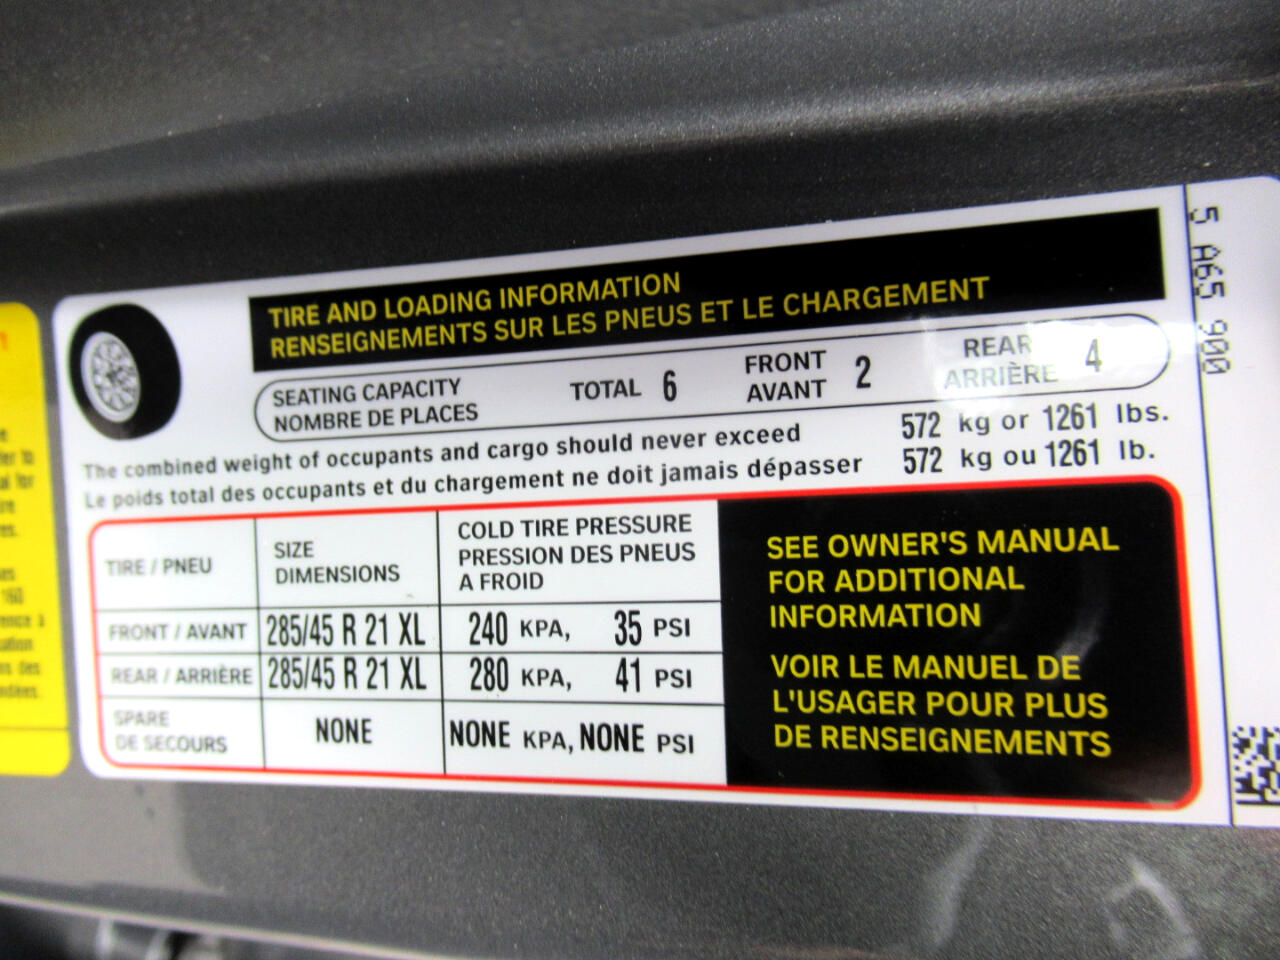 TIRE AND LOADING INFORMATION
RENSEIGNEMENTS SUR LES PNEUS ET LE CHARGEMENT
SEATING CAPACITY
NOMBRE DE PLACES
TOTAL 6
FRONT
AVANT
2
REAR
ARRIÈRE
4
The combined weight of occupants and cargo should never exceed 572 kg or 1261 lbs.
Le poids total des occupants et du chargement ne doit jamais dépasser 572 kg ou 1261 lb.
TIRE / PNEU
SIZE
DIMENSIONS
COLD TIRE PRESSURE
PRESSION DES PNEUS
A FROID
FRONT / AVANT 285/45 R 21 XL 240 KPA, 35 PSI
REAR / ARRIÈRE 285/45 R 21 XL 280 KPA, 41 PSI
SPARE
DE SECOURS
NONE NONE KPA, NONE PSI
SEE OWNER'S MANUAL
FOR ADDITIONAL
INFORMATION
VOIR LE MANUEL DE
L'USAGER POUR PLUS
DE RENSEIGNEMENTS
5 A65 900